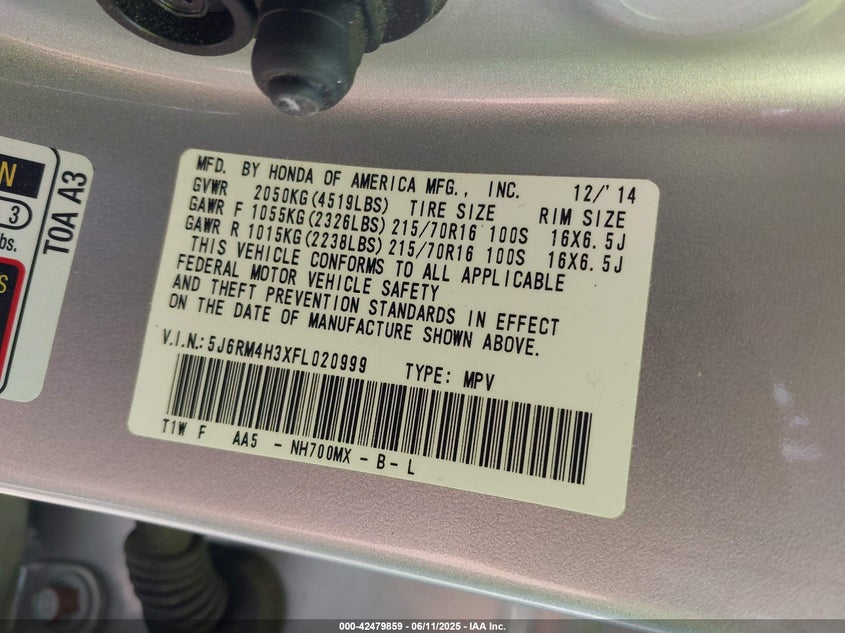 N
3
bs.
S
TOA A3
MFD. BY HONDA OF AMERICA MFG., INC. 12/'14
GVWR 2050KG(4519LBS) TIRE SIZE RIM SIZE
GAWR F 1055KG(2326LBS) 215/70R16 100S 16X6.5J
GAWR R 1015KG(2238LBS) 215/70R16 100S 16X6.5J
THIS VEHICLE CONFORMS TO ALL APPLICABLE
FEDERAL MOTOR VEHICLE SAFETY
AND THEFT PREVENTION STANDARDS IN EFFECT
ON THE DATE OF MANUFACTURE SHOWN ABOVE.
V.I.N.: 5J6RM4H3XFL020999 TYPE: MPV
T1W F AA5 - NH700MX - B - L
000-42479859 - 06/11/2025 - IAA Inc.